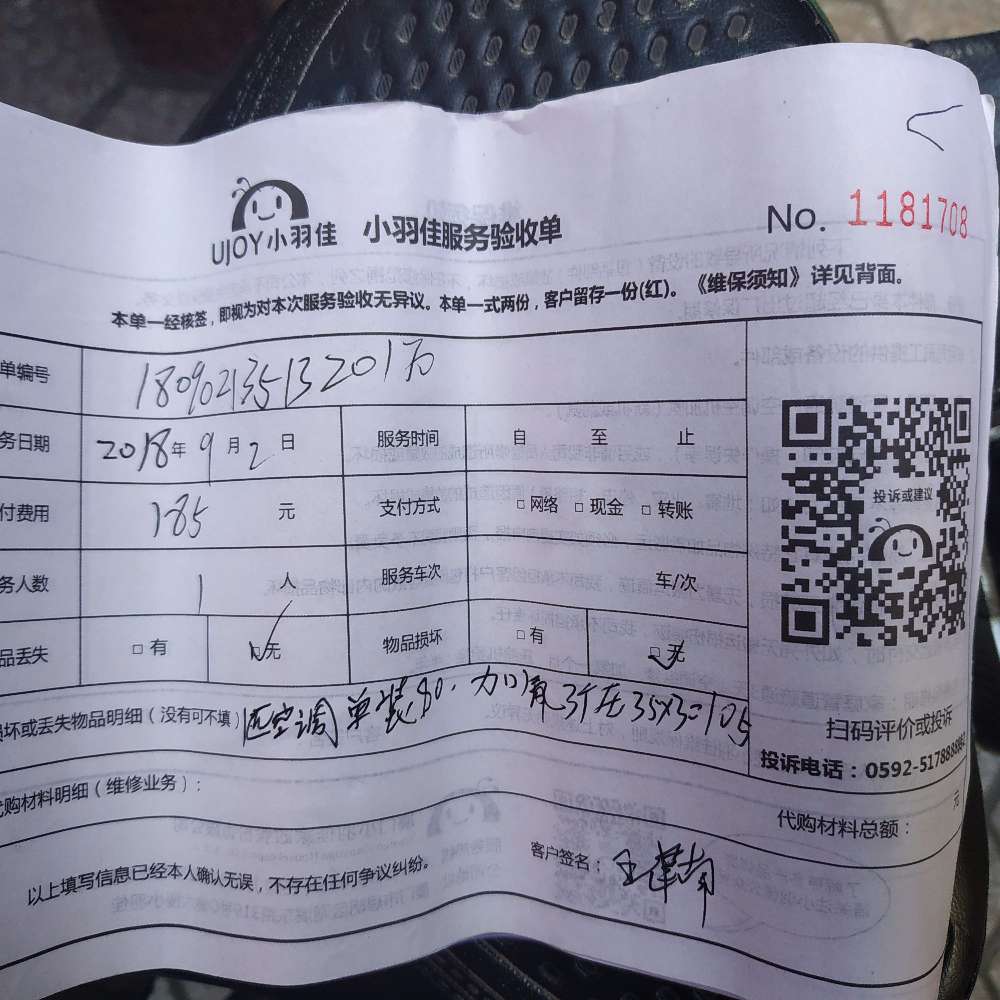 UJOY小羽佳 小羽佳服务验收单 No. 1181708
本单一经核签，即视为对本次服务验收无异议。本单一式两份，客户留存一份(红)。《维保须知》详见背面。
单编号
务日期 2018年 9月 2日 服务时间 自 至 止
付费用 185 元 支付方式 □网络 □现金 □转账
务人数 1 人 服务车次 车/次
品丢失 □有 □无 物品损坏 □有 □无
投诉或建议
损坏或丢失物品明细（没有可不填） 匹空调单装80. 35×3=105
扫码评价或投诉
投诉电话：0592-5178888
代购材料明细（维修业务）： 代购材料总额： 元
以上填写信息已经本人确认无误，不存在任何争议纠纷。 客户签名：王